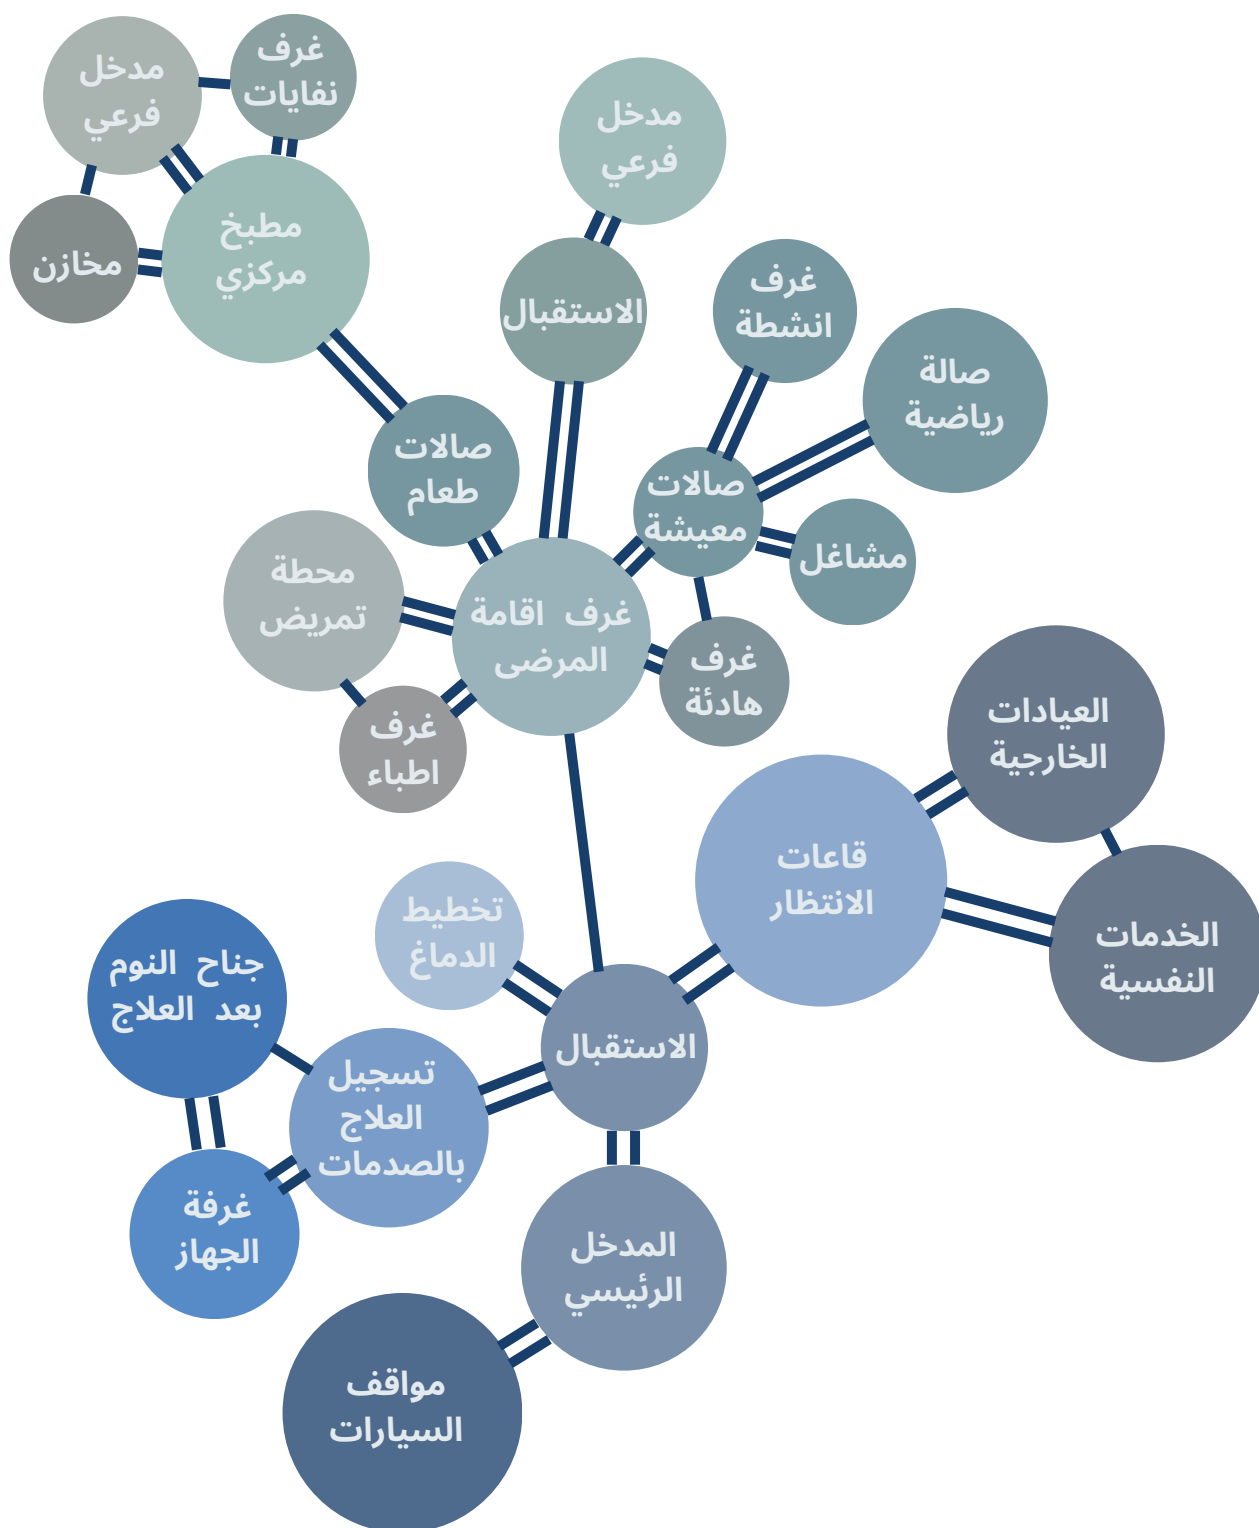 غرف
نفايات
مدخل
فرعي
مدخل
فرعي
مطبخ
مركزي
مخازن
الاستقبال
غرف
انشطة
صالة
رياضية
صالات
طعام
صالات
معيشة
مشاغل
محطة
تمريض
غرف اقامة
المرضى
غرف
هادئة
غرف
اطباء
العيادات
الخارجية
قاعات
الانتظار
تخطيط
الدماغ
الخدمات
النفسية
جناح النوم
بعد العلاج
الاستقبال
تسجيل
العلاج
بالصدمات
غرفة
الجهاز
المدخل
الرئيسي
مواقف
السيارات